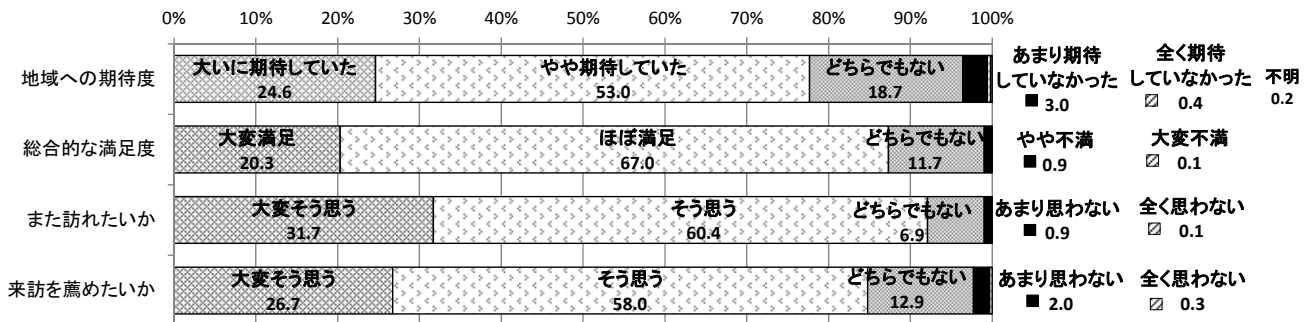 0% 10% 20% 30% 40% 50% 60% 70% 80% 90% 100%
地域への期待度
大いに期待していた
24.6
やや期待していた
53.0
どちらでもない
18.7
あまり期待
していなかった
3.0
全く期待
していなかった
0.4
不明
0.2
総合的な満足度
大変満足
20.3
ほぼ満足
67.0
どちらでもない
11.7
やや不満
0.9
大変不満
0.1
また訪れたいか
大変そう思う
31.7
そう思う
60.4
どちらでもない
6.9
あまり思わない
0.9
全く思わない
0.1
来訪を薦めたいか
大変そう思う
26.7
そう思う
58.0
どちらでもない
12.9
あまり思わない
2.0
全く思わない
0.3